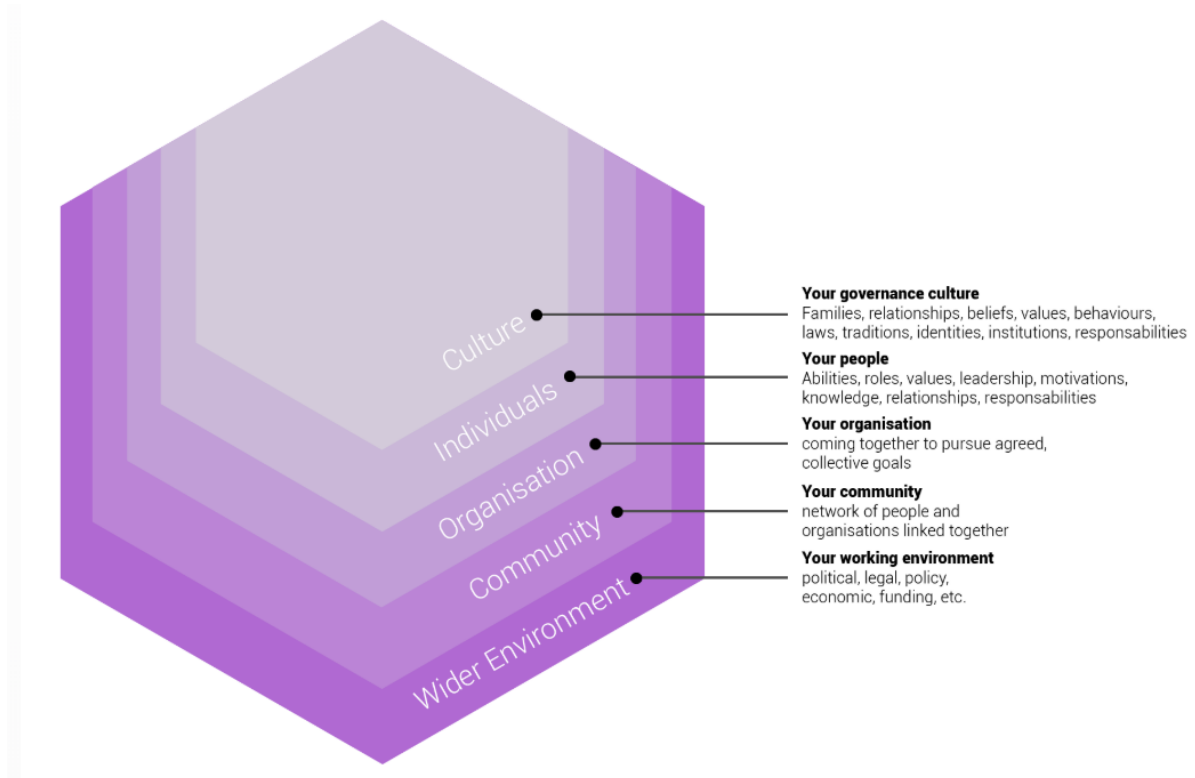 Culture
Individuals
Organisation
Community
Wider Environment
Your governance culture
Families, relationships, beliefs, values, behaviours,
laws, traditions, identities, institutions, responsabilities
Your people
Abilities, roles, values, leadership, motivations,
knowledge, relationships, responsabilities
Your organisation
coming together to pursue agreed,
collective goals
Your community
network of people and
organisations linked together
Your working environment
political, legal, policy,
economic, funding, etc.